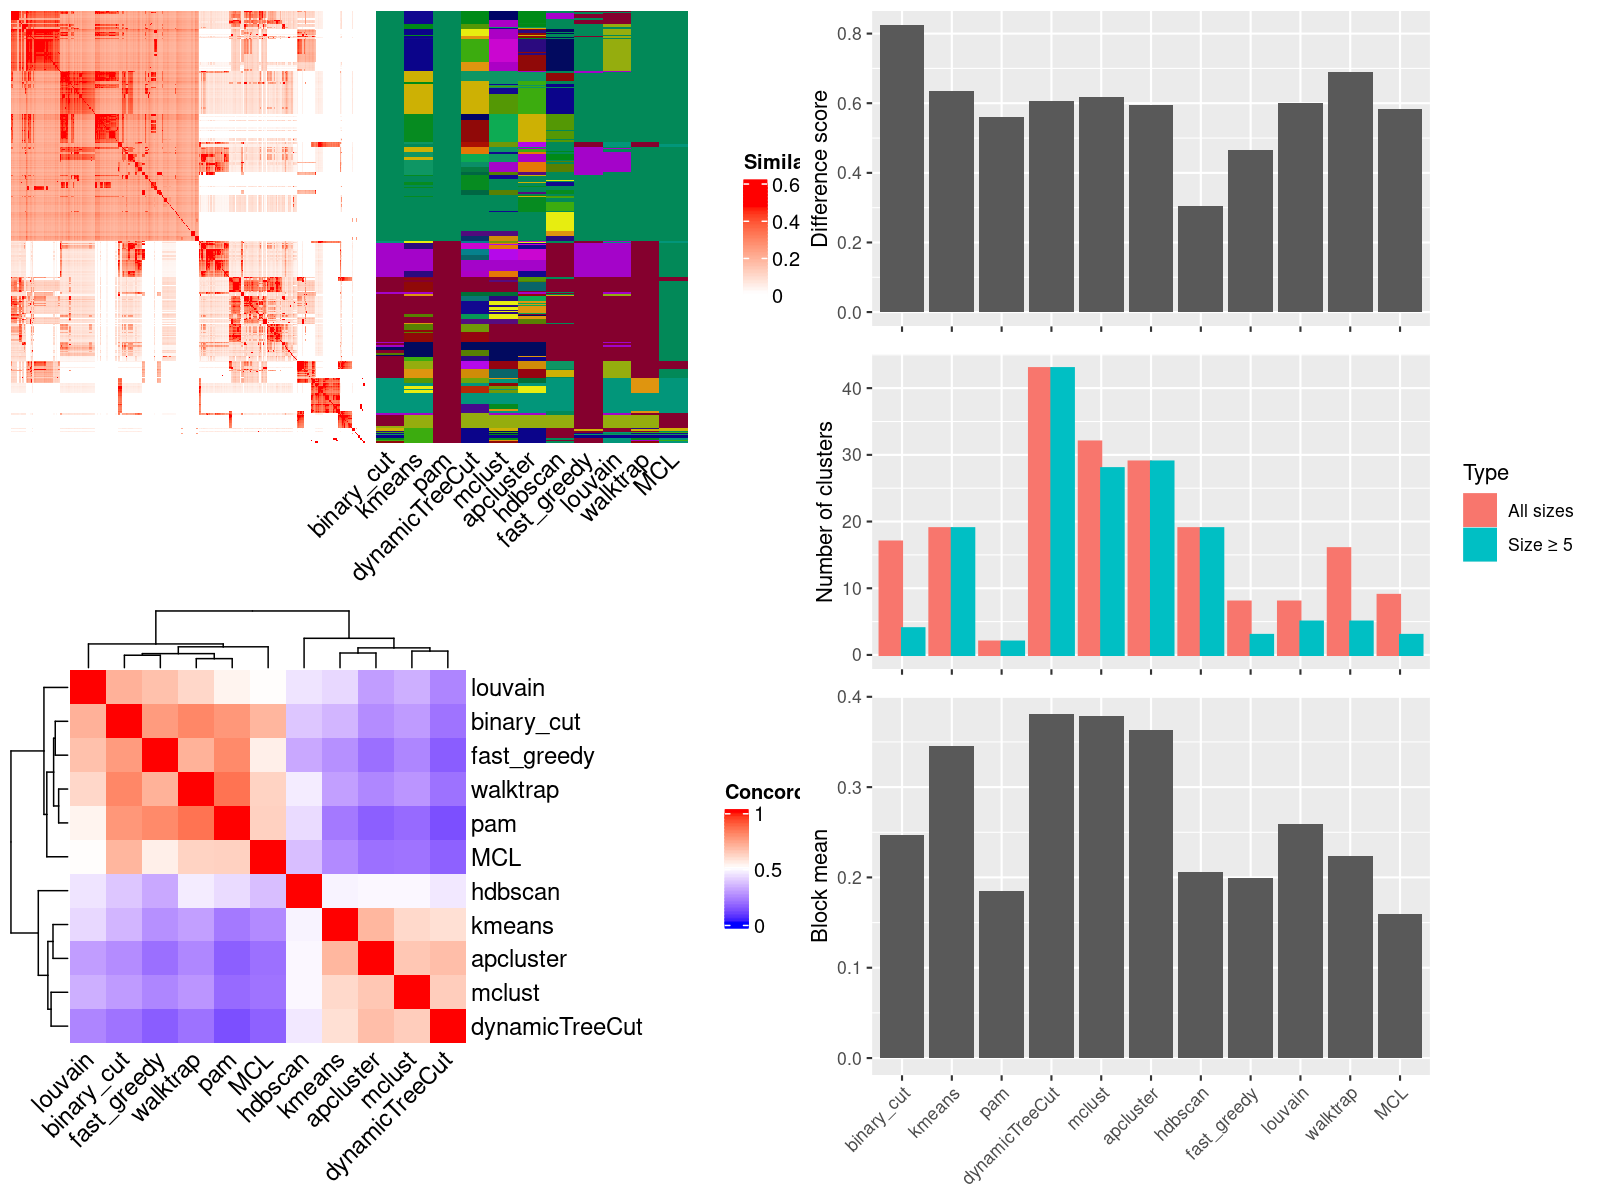 Simila
0.6
0.4
0.2
0
binary_cut
kmeans
pam
dynamicTreeCut
mclust
apcluster
hdbscan
fast_greedy
louvain
walktrap
MCL
louvain
binary_cut
fast_greedy
walktrap
pam
MCL
hdbscan
kmeans
apcluster
mclust
dynamicTreeCut
louvain
binary_cut
fast_greedy
walktrap
pam
MCL
hdbscan
kmeans
apcluster
mclust
dynamicTreeCut
Concord
1
0.5
0
Difference score
0.8
0.6
0.4
0.2
0.0
Number of clusters
40
30
20
10
0
Type
All sizes
Size ≥ 5
Block mean
0.4
0.3
0.2
0.1
0.0
binary_cut
kmeans
pam
dynamicTreeCut
mclust
apcluster
hdbscan
fast_greedy
louvain
walktrap
MCL